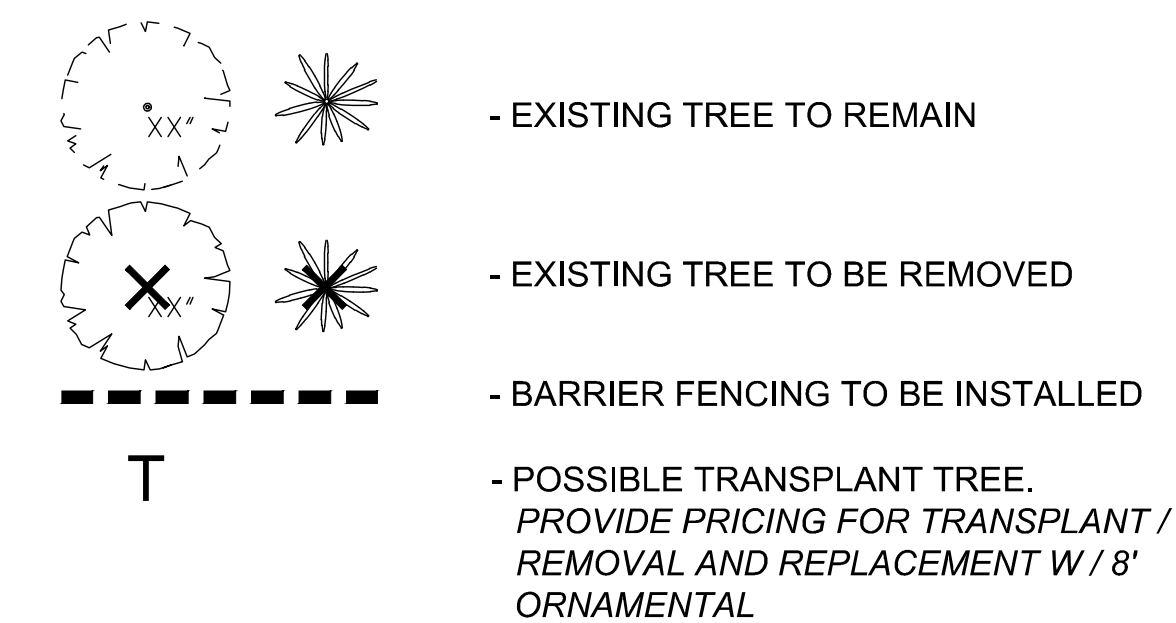 XX" - EXISTING TREE TO REMAIN
XX" - EXISTING TREE TO BE REMOVED
- BARRIER FENCING TO BE INSTALLED
T - POSSIBLE TRANSPLANT TREE.
PROVIDE PRICING FOR TRANSPLANT /
REMOVAL AND REPLACEMENT W / 8'
ORNAMENTAL